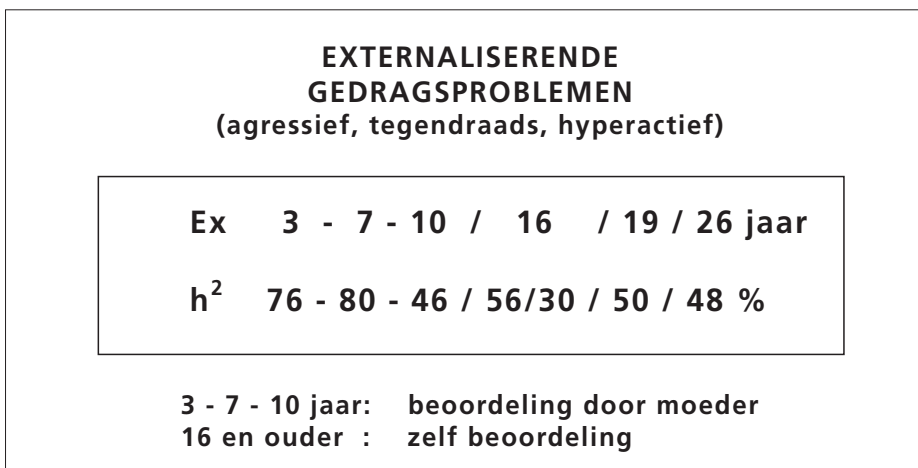 EXTERNALISERENDE
GEDRAGSPROBLEMEN
(agressief, tegendraads, hyperactief)
Ex 3 - 7 - 10 / 16 / 19 / 26 jaar
h² 76 - 80 - 46 / 56/30 / 50 / 48 %
3 - 7 - 10 jaar: beoordeling door moeder
16 en ouder : zelf beoordeling